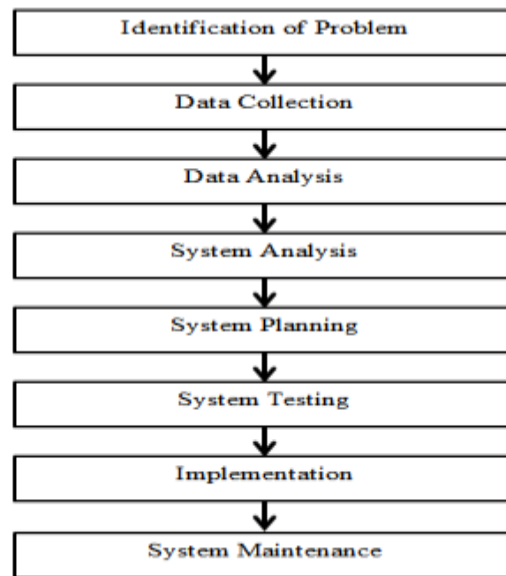 Identification of Problem
Data Collection
Data Analysis
System Analysis
System Planning
System Testing
Implementation
System Maintenance